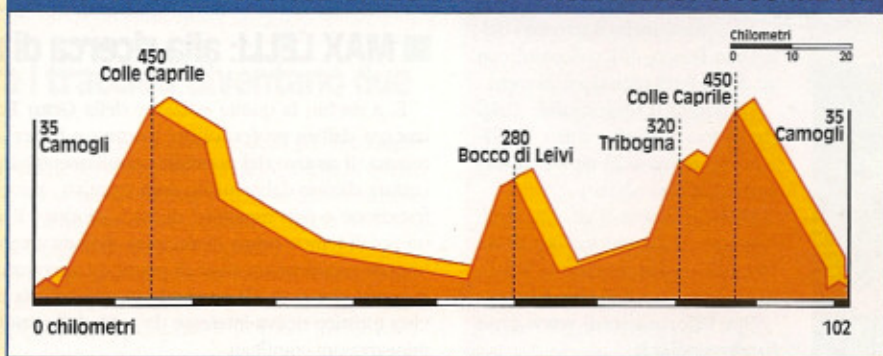 Chilometri
0 10 20
450
Colle Caprile
35
Camogli
280
Bocco di Leivi
320
Tribogna
450
Colle Caprile
35
Camogli
0 chilometri
102